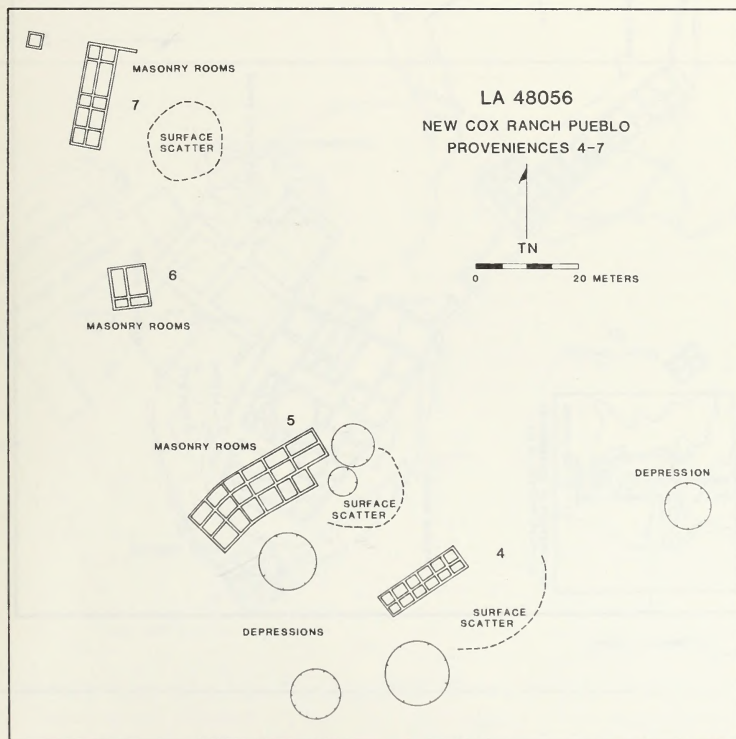 LA 48056
NEW COX RANCH PUEBLO
PROVENIENCES 4-7
TN
0 20 METERS
MASONRY ROOMS
7
SURFACE
SCATTER
6
MASONRY ROOMS
5
MASONRY ROOMS
SURFACE
SCATTER
DEPRESSION
4
SURFACE
SCATTER
DEPRESSIONS